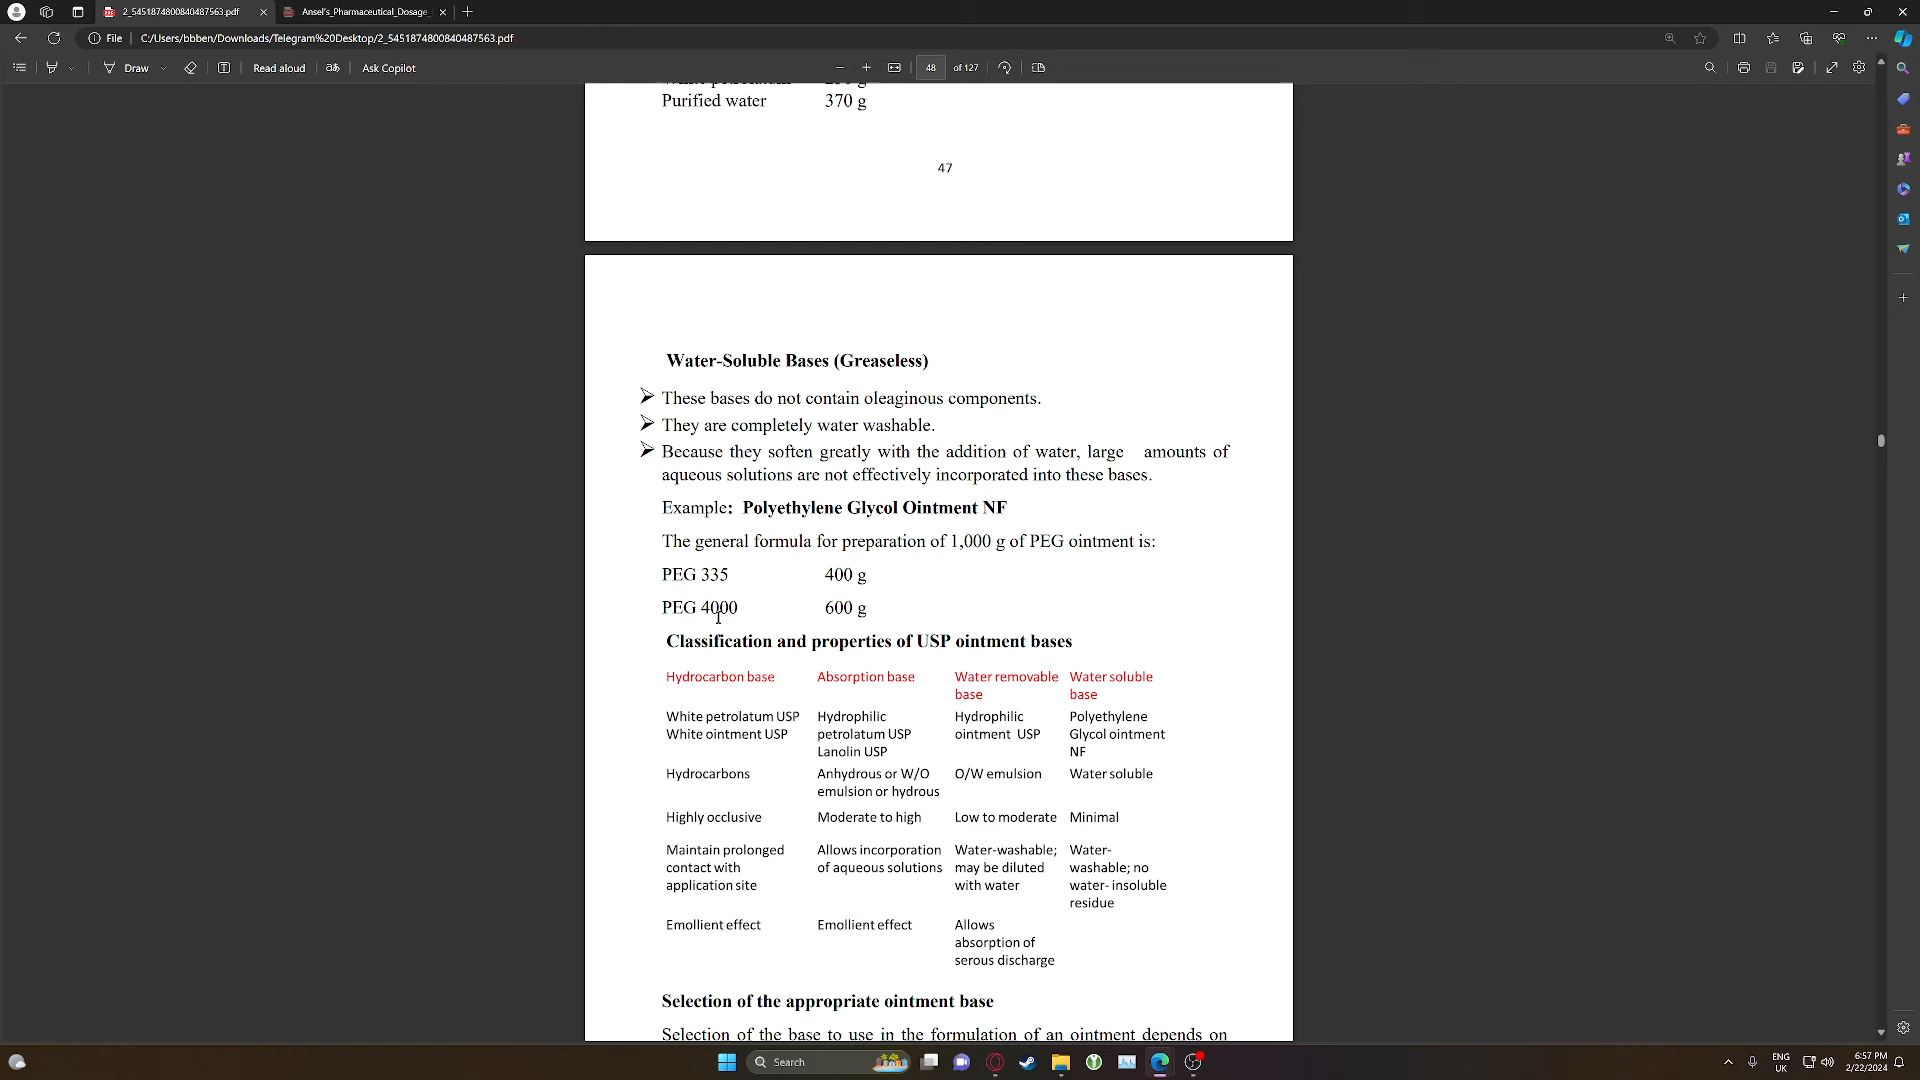 2_5451874800840487563.pdf
Ansel's_Pharmaceutical_Dosage_
File
C:/Users/bbben/Downloads/Telegram%20Desktop/2_5451874800840487563.pdf
Draw
Read aloud
Ask Copilot
48
of 127
Purified water 370 g
47
Water-Soluble Bases (Greaseless)
These bases do not contain oleaginous components.
They are completely water washable.
Because they soften greatly with the addition of water, large amounts of
aqueous solutions are not effectively incorporated into these bases.
Example: Polyethylene Glycol Ointment NF
The general formula for preparation of 1,000 g of PEG ointment is:
PEG 335 400 g
PEG 4000 600 g
Classification and properties of USP ointment bases
Hydrocarbon base
Absorption base
Water removable
base
Water soluble
base
White petrolatum USP
White ointment USP
Hydrophilic
petrolatum USP
Lanolin USP
Hydrophilic
ointment USP
Polyethylene
Glycol ointment
NF
Hydrocarbons
Anhydrous or W/O
emulsion or hydrous
O/W emulsion
Water soluble
Highly occlusive
Moderate to high
Low to moderate
Minimal
Maintain prolonged
contact with
application site
Allows incorporation
of aqueous solutions
Water-washable;
may be diluted
with water
Water-
washable; no
water- insoluble
residue
Emollient effect
Emollient effect
Allows
absorption of
serous discharge
Selection of the appropriate ointment base
Selection of the base to use in the formulation of an ointment depends on
Search
ENG
UK
6:57 PM
2/22/2024